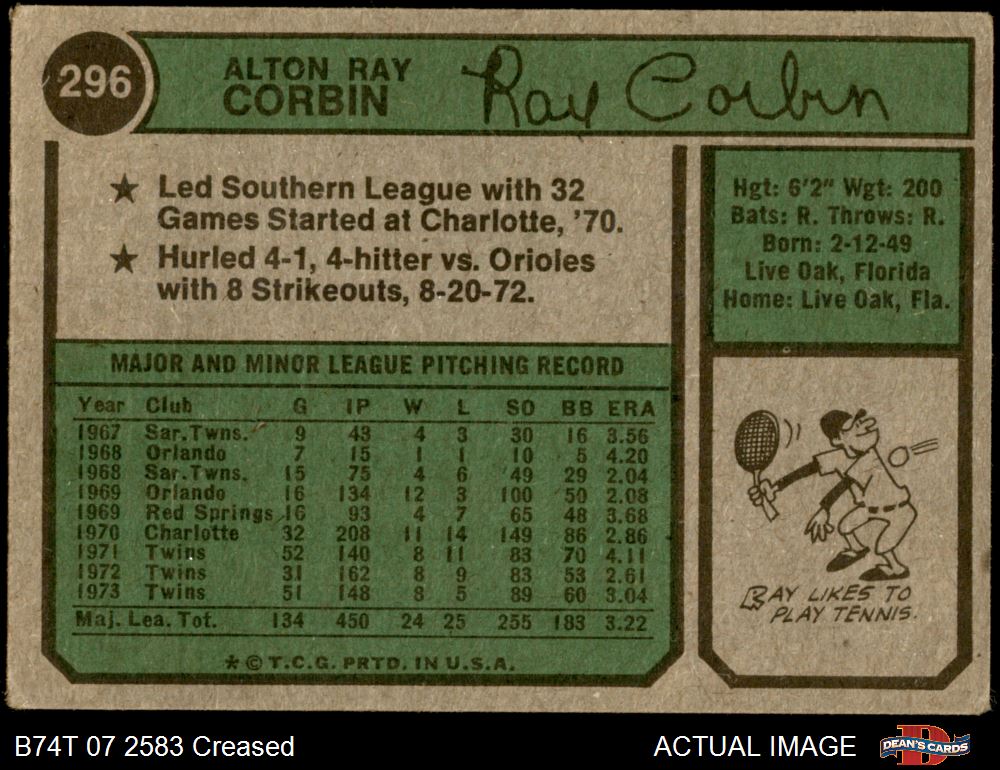 296
ALTON RAY
CORBIN
Ray Corbin
★ Led Southern League with 32
Games Started at Charlotte, '70.
★ Hurled 4-1, 4-hitter vs. Orioles
with 8 Strikeouts, 8-20-72.
Hgt: 6'2" Wgt: 200
Bats: R. Throws: R.
Born: 2-12-49
Live Oak, Florida
Home: Live Oak, Fla.
MAJOR AND MINOR LEAGUE PITCHING RECORD
Year Club G IP W L SO BB ERA
1967 Sar. Twns. 9 43 4 3 30 16 3.56
1968 Orlando 7 15 1 1 10 5 4.20
1968 Sar. Twns. 15 75 4 6 49 29 2.04
1969 Orlando 16 134 12 3 100 50 2.08
1969 Red Springs 16 93 4 7 65 48 3.68
1970 Charlotte 32 208 11 14 149 86 2.86
1971 Twins 52 140 8 11 83 70 4.11
1972 Twins 31 162 8 9 83 53 2.61
1973 Twins 51 148 8 5 89 60 3.04
Maj. Lea. Tot. 134 450 24 25 255 183 3.22
* © T.C.G. PRTD. IN U.S.A.
RAY LIKES TO
PLAY TENNIS.
B74T 07 2583 Creased
ACTUAL IMAGE
DEAN'S CARDS